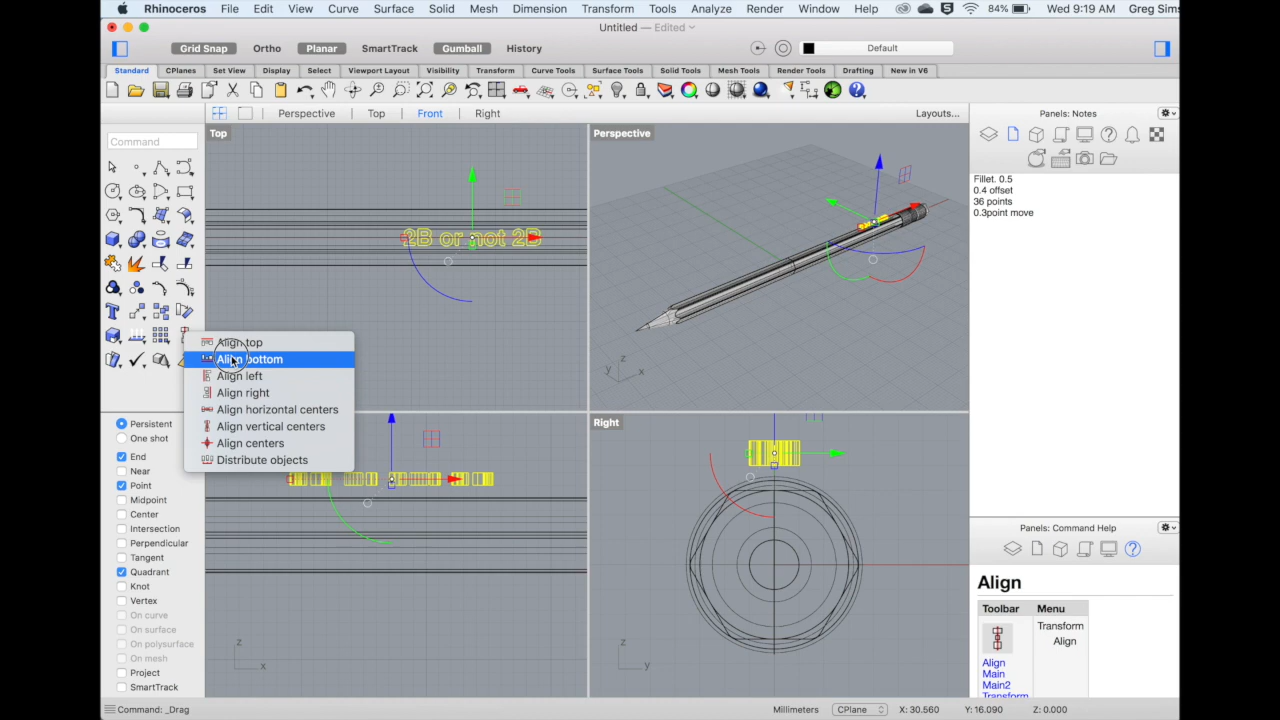 Rhinoceros File Edit View Curve Surface Solid Mesh Dimension Transform Tools Analyze Render Window Help 84% Wed 9:19 AM Greg Sims
Untitled — Edited
Grid Snap Ortho Planar SmartTrack Gumball History Default
Standard CPlanes Set View Display Select Viewport Layout Visibility Transform Curve Tools Surface Tools Solid Tools Mesh Tools Render Tools Drafting New in V6
Perspective Top Front Right Layouts... Panels: Notes
Command
Top
Perspective
Fillet. 0.5
0.4 offset
36 points
0.3point move
2B or not 2B
Align top
Align bottom
Align left
Align right
Align horizontal centers
Align vertical centers
Align centers
Distribute objects
z
y
x
Right
Persistent
One shot
End
Near
Point
Midpoint
Center
Intersection
Perpendicular
Tangent
Quadrant
Knot
Vertex
On curve
On surface
On polysurface
On mesh
Project
SmartTrack
z
x
z
y
Panels: Command Help
Align
Toolbar Menu
Transform
Align
Align
Main
Main2
Transform
Command: _Drag Millimeters CPlane X: 30.560 Y: 16.090 Z: 0.000